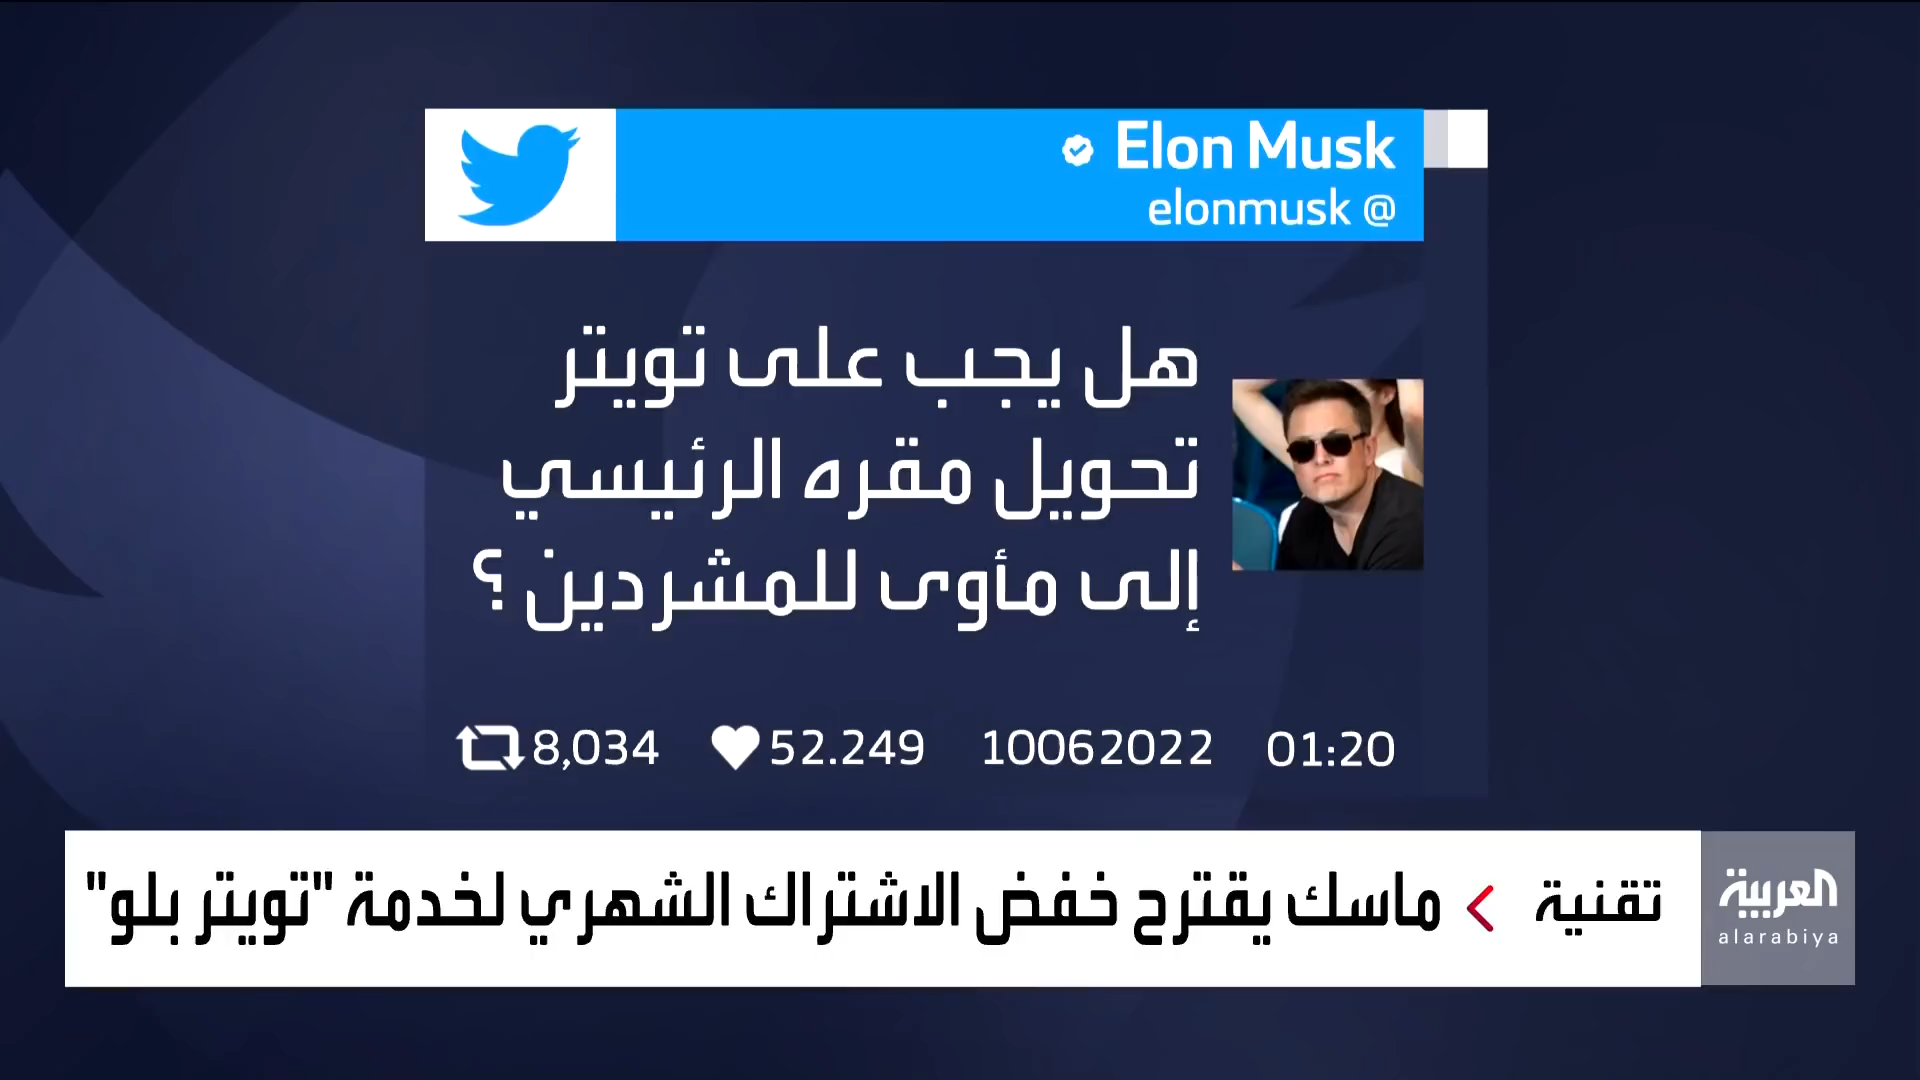 Elon Musk
elonmusk @
هل يجب على تويتر
تحويل مقره الرئيسي
إلى مأوى للمشردين ؟
8,034 52.249 10062022 01:20
تقنية
ماسك يقترح خفض الاشتراك الشهري لخدمة "تويتر بلو"
العربية
alarabiya